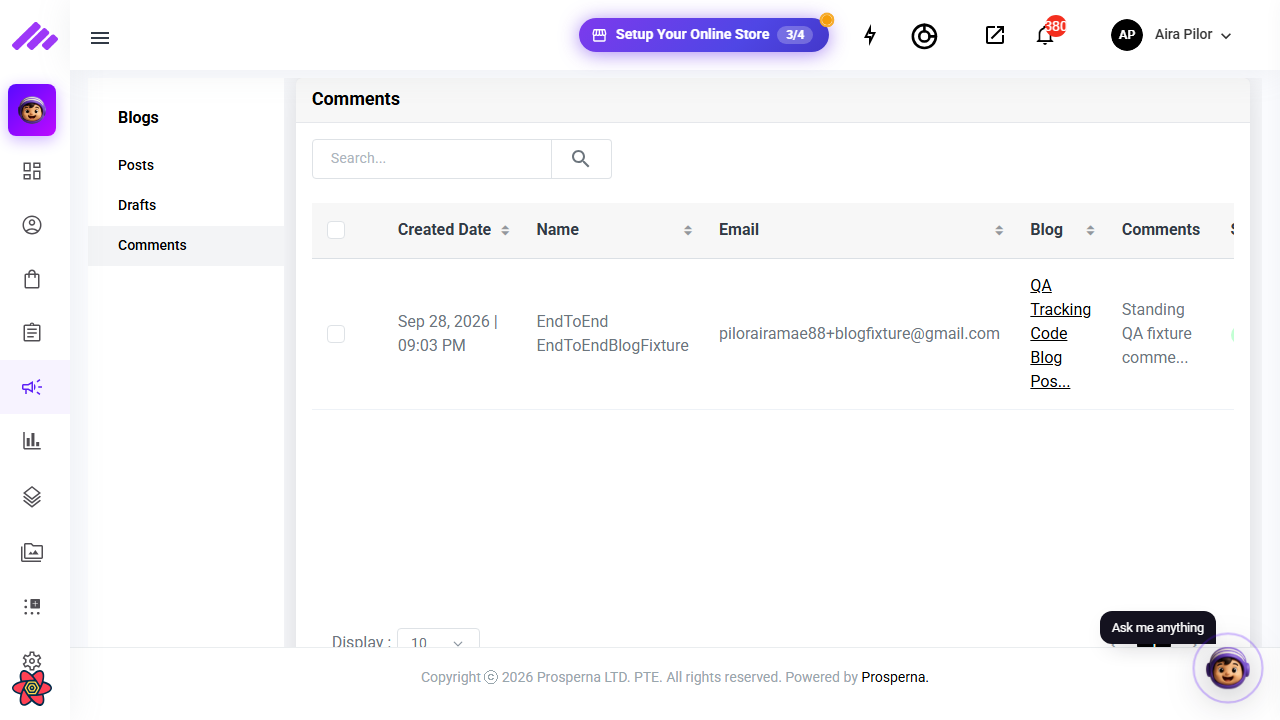 Setup Your Online Store 3/4
380
AP
Aira Pilor
Blogs
Posts
Drafts
Comments
Comments
Search...
Created Date
Name
Email
Blog
Comments
Sep 28, 2026 |
09:03 PM
EndToEnd
EndToEndBlogFixture
pilorairamae88+blogfixture@gmail.com
QA
Tracking
Code
Blog
Pos...
Standing
QA fixture
comme...
Display : 10
Ask me anything
Copyright © 2026 Prosperna LTD. PTE. All rights reserved. Powered by Prosperna.